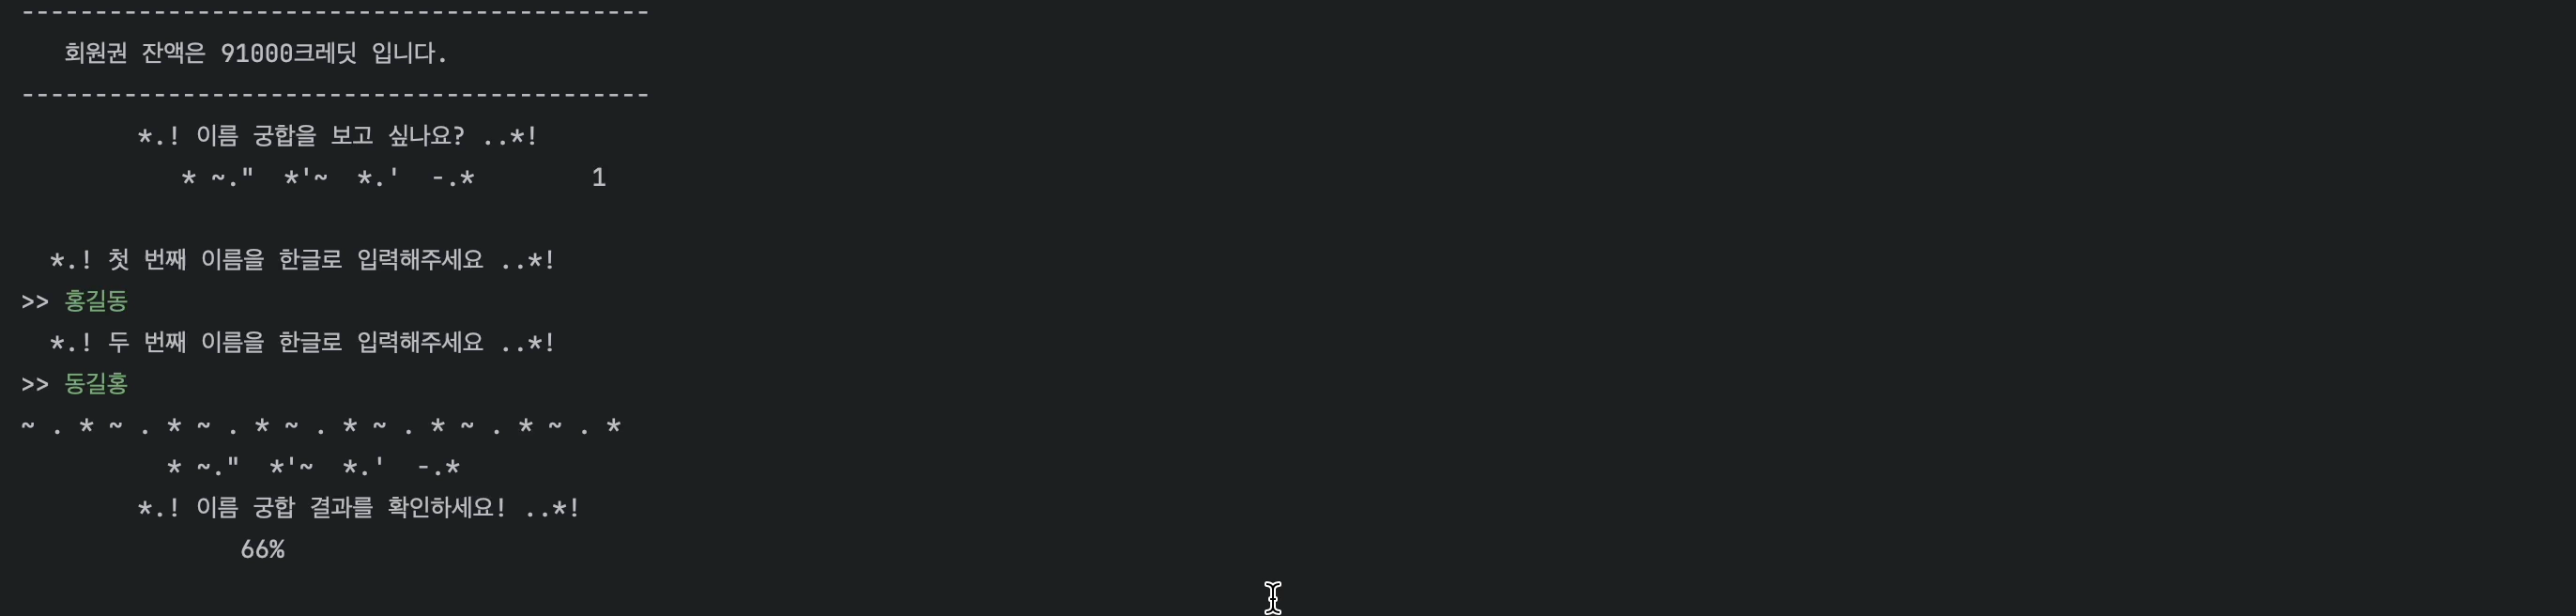 -------------------------------------------
회원권 잔액은 91000크레딧 입니다.
-------------------------------------------
*.! 이름 궁합을 보고 싶나요? ..*!
* ~." *'~ *.' -.* 1
*.! 첫 번째 이름을 한글로 입력해주세요 ..*!
>> 홍길동
*.! 두 번째 이름을 한글로 입력해주세요 ..*!
>> 동길홍
~ . * ~ . * ~ . * ~ . * ~ . * ~ . * ~ . *
* ~." *'~ *.' -.*
*.! 이름 궁합 결과를 확인하세요! ..*!
66%